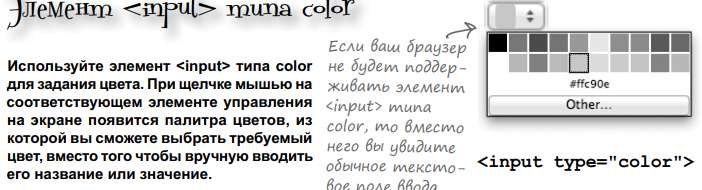 Элемент <input> типа color
Используйте элемент <input> типа color
для задания цвета. При щелчке мышью на
соответствующем элементе управления
на экране появится палитра цветов, из
которой вы сможете выбрать требуемый
цвет, вместо того чтобы вручную вводить
его название или значение.
Если ваш браузер
не будет поддер-
живать элемент
<input> типа
color, то вместо
него вы увидите
обычное тексто-
вое поле ввода.
#ffc90e
Other...
<input type="color">